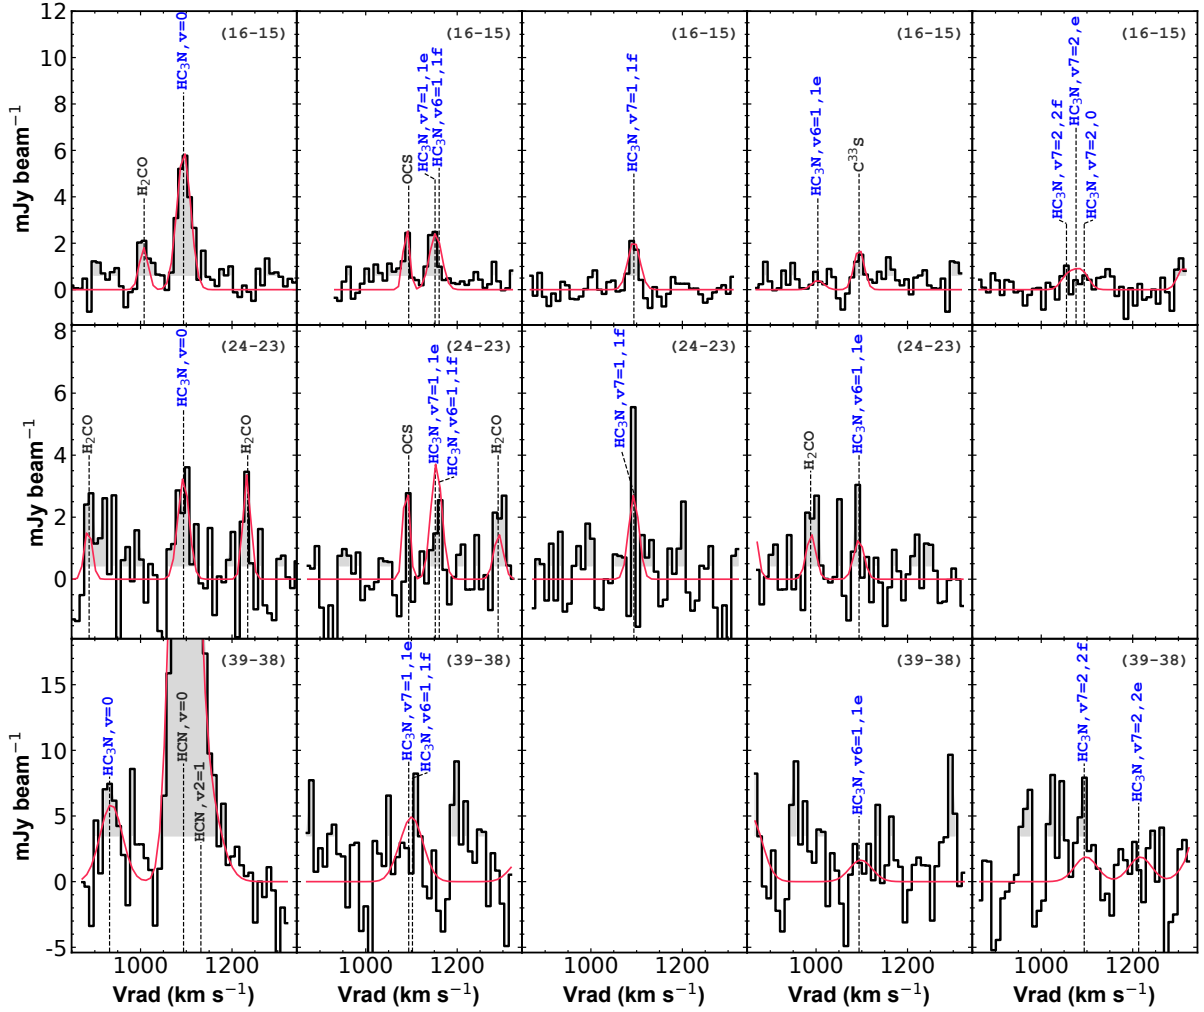 12
10
8
6
4
2
0
mJy beam⁻¹
(16-15)
H₂CO
HC₃N,v=0
(16-15)
OCS
HC₃N,v7=1,1e
HC₃N,v6=1,1f
(16-15)
HC₃N,v7=1,1f
(16-15)
HC₃N,v6=1,1e
C³³S
(16-15)
HC₃N,v7=2,2f
HC₃N,v7=2,e
HC₃N,v7=2,0
8
6
4
2
0
mJy beam⁻¹
(24-23)
H₂CO
HC₃N,v=0
H₂CO
(24-23)
OCS
HC₃N,v7=1,1e
HC₃N,v6=1,1f
H₂CO
(24-23)
HC₃N,v7=1,1f
(24-23)
H₂CO
HC₃N,v6=1,1e
15
10
5
0
-5
mJy beam⁻¹
(39-38)
HC₃N,v=0
HCN,v=0
HCN,v2=1
(39-38)
HC₃N,v7=1,1e
HC₃N,v6=1,1f
(39-38)
HC₃N,v6=1,1e
(39-38)
HC₃N,v7=2,2f
HC₃N,v7=2,2e
1000 1200
1000 1200
1000 1200
1000 1200
1000 1200
Vrad (km s⁻¹)
Vrad (km s⁻¹)
Vrad (km s⁻¹)
Vrad (km s⁻¹)
Vrad (km s⁻¹)